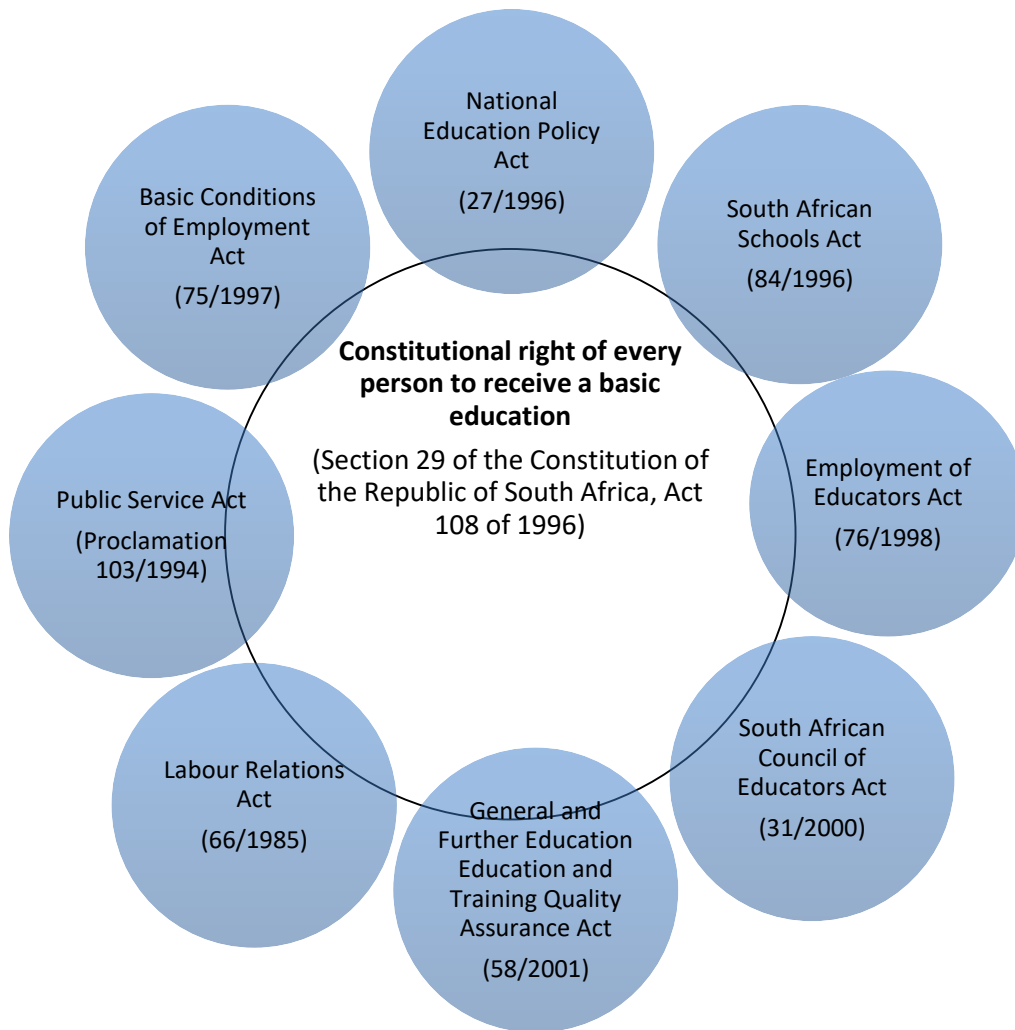 National
Education Policy
Act
(27/1996)
South African
Schools Act
(84/1996)
Employment of
Educators Act
(76/1998)
South African
Council of
Educators Act
(31/2000)
General and
Further Education
Education and
Training Quality
Assurance Act
(58/2001)
Labour Relations
Act
(66/1985)
Public Service Act
(Proclamation
103/1994)
Basic Conditions
of Employment
Act
(75/1997)
Constitutional right of every
person to receive a basic
education
(Section 29 of the Constitution of
the Republic of South Africa, Act
108 of 1996)